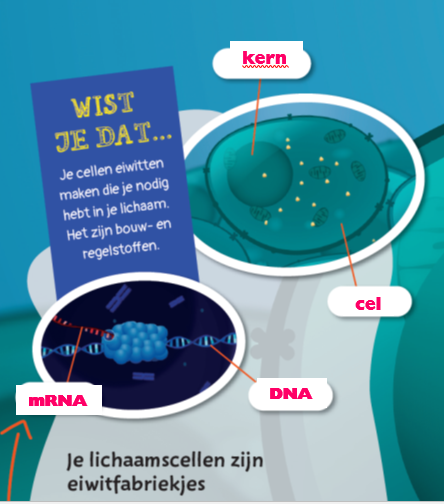 kern
WIST
JE DAT...
Je cellen eiwitten
maken die je nodig
hebt in je lichaam.
Het zijn bouw- en
regelstoffen.
cel
mRNA
DNA
Je lichaamscellen zijn
eiwitfabriekjes